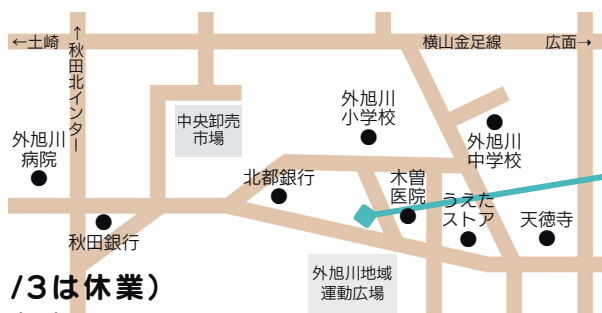 ←土崎
↑秋田北インター
横山金足線
広面→
中央卸売
市場
外旭川
小学校
外旭川
中学校
外旭川
病院
北都銀行
木曽
医院
うえた
ストア
天徳寺
秋田銀行
外旭川地域
運動広場
/3は休業）